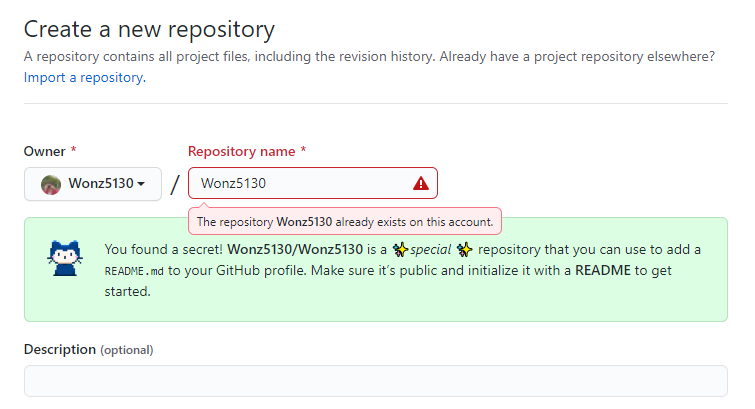 Create a new repository
A repository contains all project files, including the revision history. Already have a project repository elsewhere?
Import a repository.
Owner *
Repository name *
Wonz5130
/
Wonz5130
The repository Wonz5130 already exists on this account.
You found a secret! Wonz5130/Wonz5130 is a ✨special ✨ repository that you can use to add a
README.md to your GitHub profile. Make sure it’s public and initialize it with a README to get
started.
Description (optional)